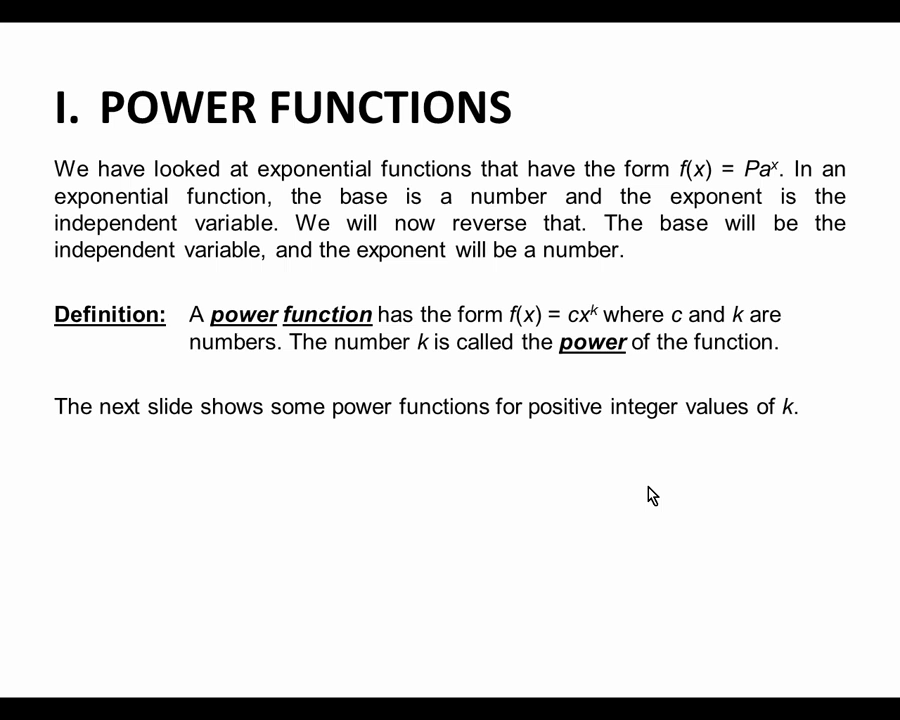 I. POWER FUNCTIONS
We have looked at exponential functions that have the form f(x) = Paˣ. In an
exponential function, the base is a number and the exponent is the
independent variable. We will now reverse that. The base will be the
independent variable, and the exponent will be a number.
Definition: A power function has the form f(x) = cxᵏ where c and k are
numbers. The number k is called the power of the function.
The next slide shows some power functions for positive integer values of k.